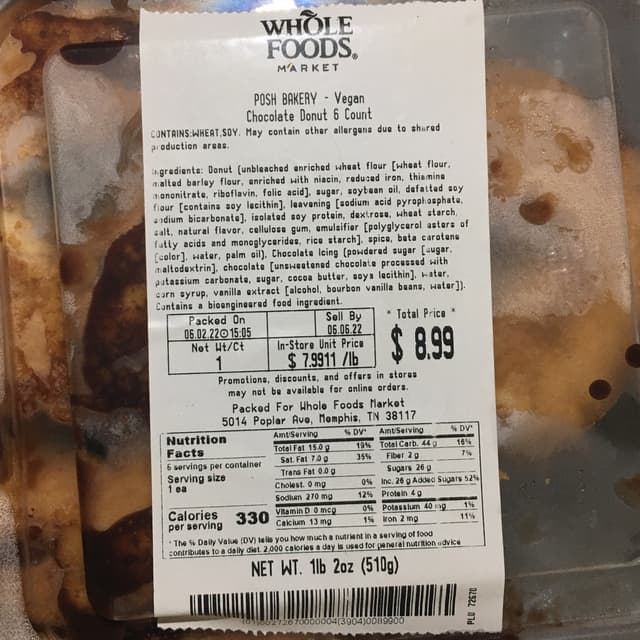 WHOLE
FOODS®
MARKET
POSH BAKERY - Vegan
Chocolate Donut 6 Count
CONTAINS:WHEAT,SOY. May contain other allergens due to shared
production areas.
Ingredients: Donut (unbleached enriched wheat flour [wheat flour,
malted barley flour, enriched with niacin, reduced iron, thiamine
mononitrate, riboflavin, folic acid], sugar, soybean oil, defatted soy
flour [contains soy lecithin], leavening [sodium acid pyrophosphate,
sodium bicarbonate], isolated soy protein, dextrose, wheat starch,
salt, natural flavor, cellulose gum, emulsifier [polyglycerol esters of
fatty acids and monoglycerides, rice starch], spice, beta carotene
[color], water, palm oil), Chocolate Icing (powdered sugar [sugar,
maltodextrin], chocolate [unsweetened chocolate processed with
potassium carbonate, sugar, cocoa butter, soya lecithin], water,
corn syrup, vanilla extract [alcohol, bourbon vanilla beans, water]).
Contains a bioengineered food ingredient.
Packed On Sell By * Total Price *
06.02.22@15:05 06.06.22
Net Wt/Ct In-Store Unit Price $ 8.99
1 $ 7.9911 /lb
Promotions, discounts, and offers in stores
may not be available for online orders.
Packed For Whole Foods Market
5014 Poplar Ave, Memphis, TN 38117
Nutrition
Facts
6 servings per container
Serving size
1 ea
Calories
per serving 330
Amt/Serving % DV* Amt/Serving % DV*
Total Fat 15.0 g 19% Total Carb. 44 g 16%
Sat. Fat 7.0 g 35% Fiber 2 g 7%
Trans Fat 0.0 g Sugars 26 g
Cholest. 0 mg 0% Inc. 26 g Added Sugars 52%
Sodium 270 mg 12% Protein 4 g
Vitamin D 0 mcg 0% Potassium 40 mg 1%
Calcium 13 mg 1% Iron 2 mg 11%
* The % Daily Value (DV) tells you how much a nutrient in a serving of food
contributes to a daily diet. 2,000 calories a day is used for general nutrition advice
NET WT. 1lb 2oz (510g)
PLU 72670